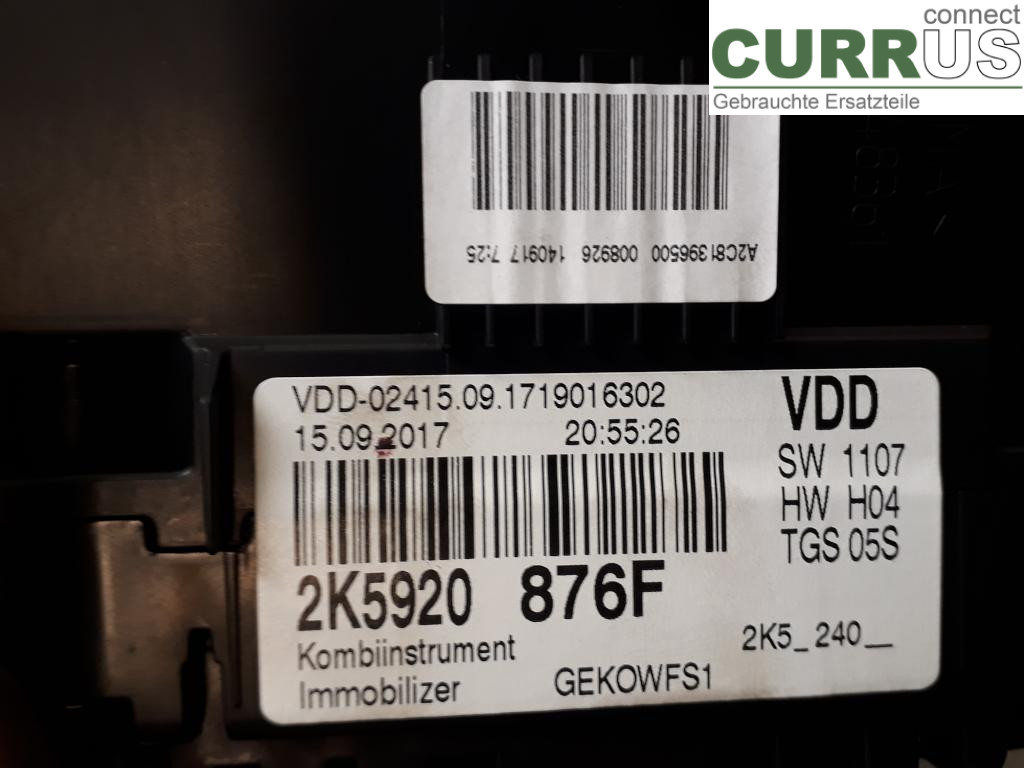 connect
CURRUS
Gebrauchte Ersatzteile
A2C81396500 008926 140917 7:25
VDD-02415.09.1719016302
15.09.2017 20:55:26
VDD
SW 1107
HW H04
TGS 05S
2K5920 876F
Kombiinstrument
Immobilizer
GEKOWFS1
2K5_240__